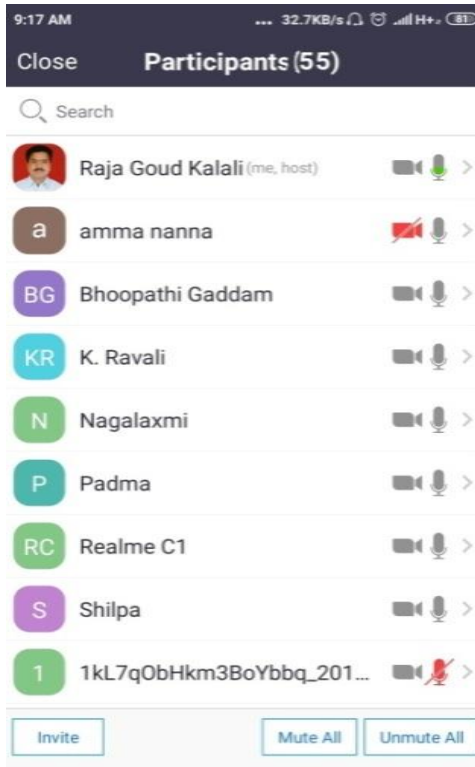 9:17 AM ... 32.7KB/s H+ 81
Close Participants (55)
Search
Raja Goud Kalali (me, host)
a amma nanna
BG Bhoopathi Gaddam
KR K. Ravali
N Nagalaxmi
P Padma
RC Realme C1
S Shilpa
1 1kL7qObHkm3BoYbbq_201...
Invite Mute All Unmute All